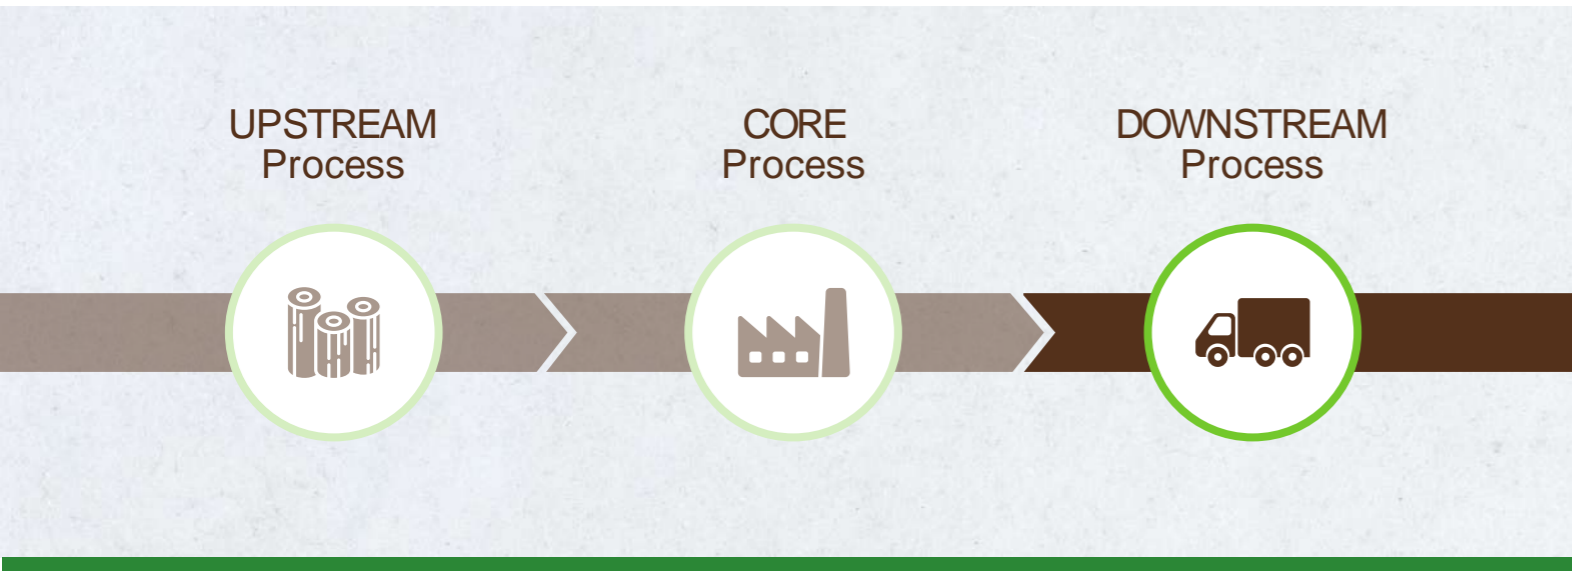 UPSTREAM
Process
CORE
Process
DOWNSTREAM
Process